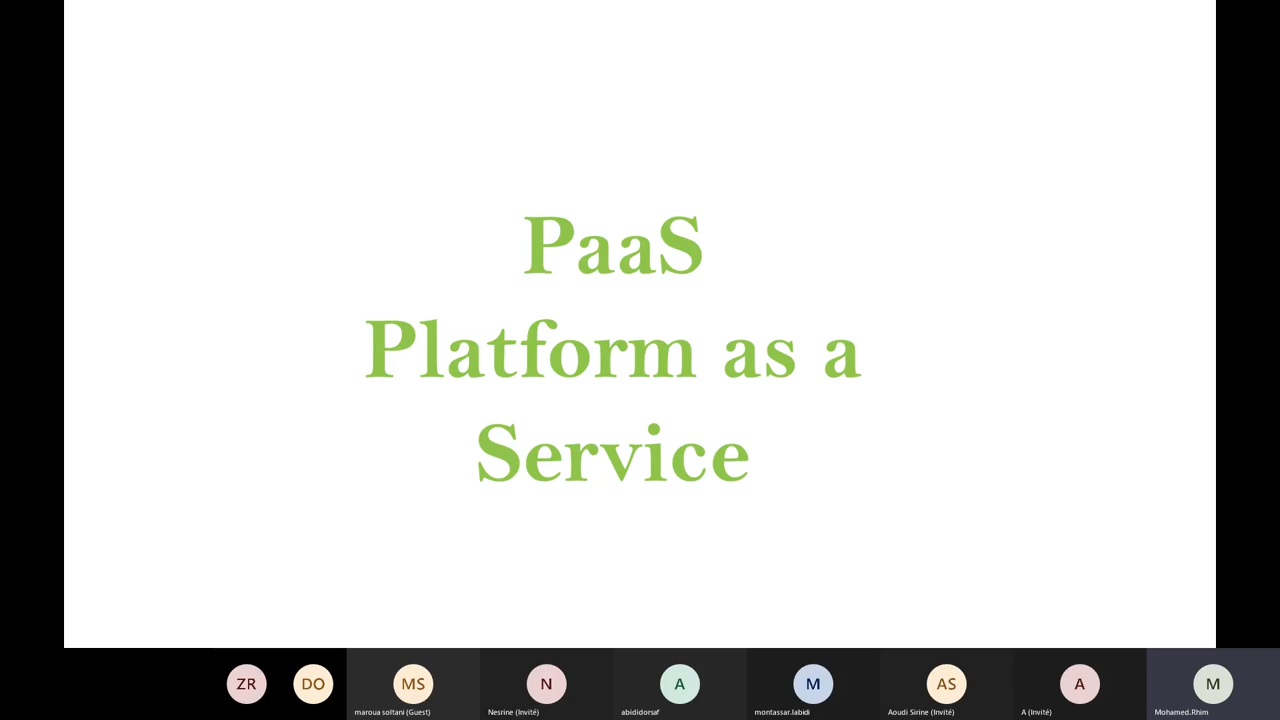 PaaS
Platform as a
Service
ZR
DO
MS
N
A
M
AS
A
M
maroua soltani (Guest)
Nesrine (Invité)
abididorsaf
montassar.labidi
Aoudi Sirine (Invité)
A (Invité)
Mohamed.Rhim